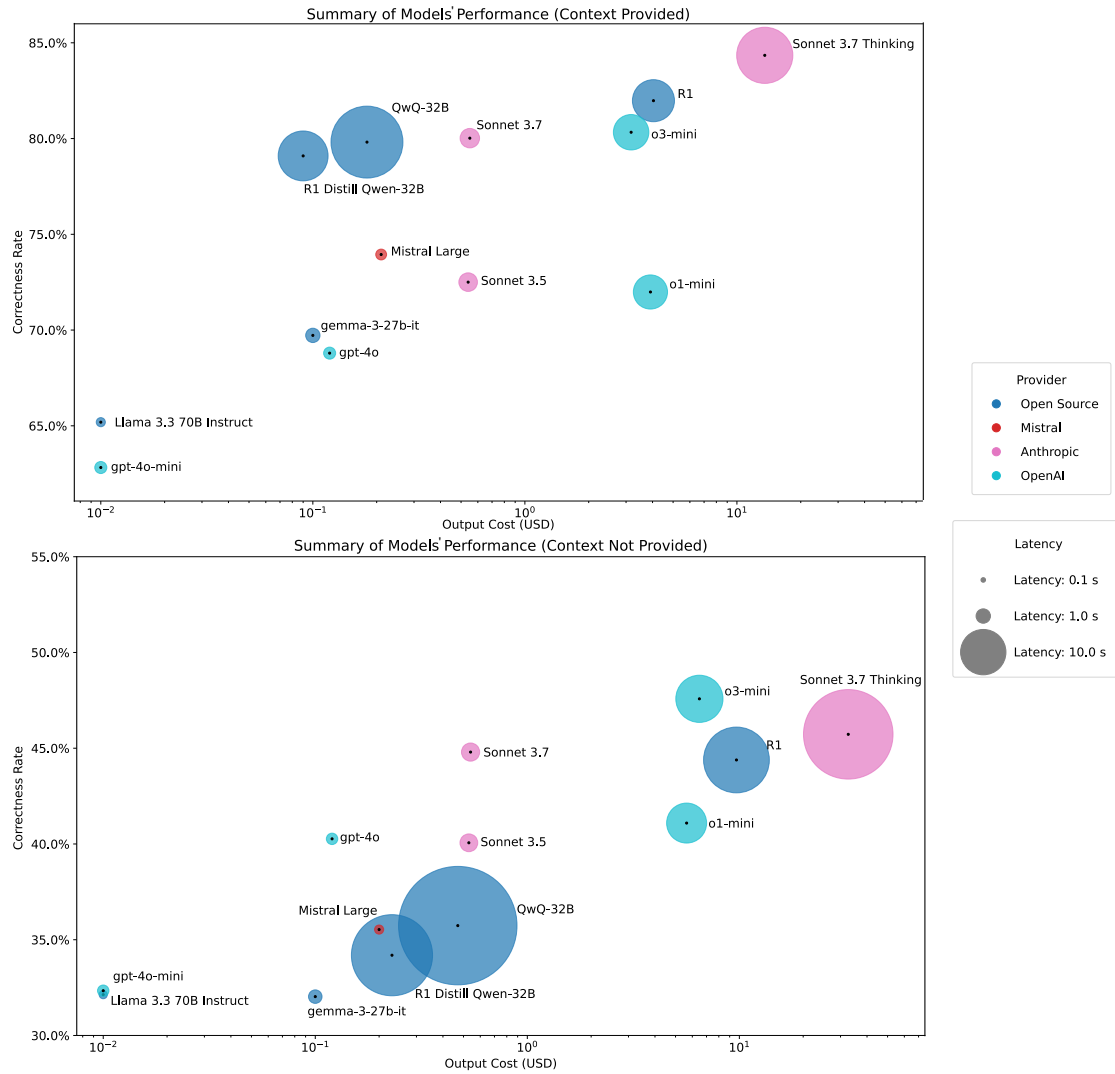 Summary of Models' Performance (Context Provided)
85.0%
80.0%
75.0%
70.0%
65.0%
Correctness Rate
Sonnet 3.7 Thinking
R1
QwQ-32B
Sonnet 3.7
o3-mini
R1 Distill Qwen-32B
Mistral Large
Sonnet 3.5
o1-mini
gemma-3-27b-it
gpt-4o
Llama 3.3 70B Instruct
gpt-4o-mini
10⁻²
10⁻¹
10⁰
10¹
Output Cost (USD)
Provider
Open Source
Mistral
Anthropic
OpenAI
Latency
Latency: 0.1 s
Latency: 1.0 s
Latency: 10.0 s
Summary of Models' Performance (Context Not Provided)
55.0%
50.0%
45.0%
40.0%
35.0%
30.0%
Correctness Rate
Sonnet 3.7 Thinking
o3-mini
R1
Sonnet 3.7
o1-mini
gpt-4o
Sonnet 3.5
Mistral Large
QwQ-32B
R1 Distill Qwen-32B
gpt-4o-mini
Llama 3.3 70B Instruct
gemma-3-27b-it
10⁻²
10⁻¹
10⁰
10¹
Output Cost (USD)